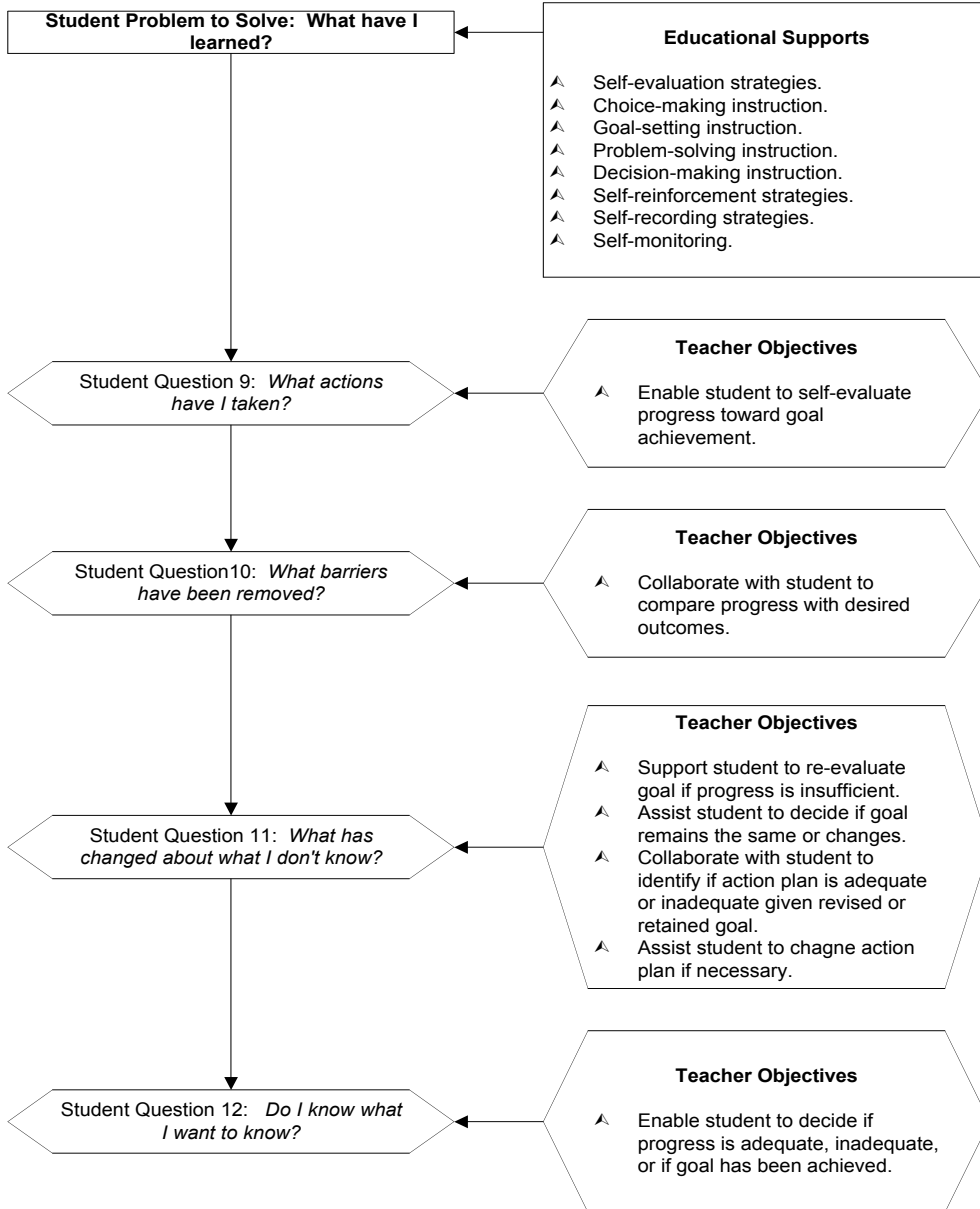 Student Problem to Solve:  What have I
learned?
Educational Supports
Self-evaluation strategies.
Choice-making instruction.
Goal-setting instruction.
Problem-solving instruction.
Decision-making instruction.
Self-reinforcement strategies.
Self-recording strategies.
Self-monitoring.
Student Question 9:  What actions
have I taken?
Teacher Objectives
Enable student to self-evaluate
progress toward goal
achievement.
Student Question10:  What barriers
have been removed?
Teacher Objectives
Collaborate with student to
compare progress with desired
outcomes.
Student Question 11:  What has
changed about what I don't know?
Teacher Objectives
Support student to re-evaluate
goal if progress is insufficient.
Assist student to decide if goal
remains the same or changes.
Collaborate with student to
identify if action plan is adequate
or inadequate given revised or
retained goal.
Assist student to chagne action
plan if necessary.
Student Question 12:   Do I know what
I want to know?
Teacher Objectives
Enable student to decide if
progress is adequate, inadequate,
or if goal has been achieved.